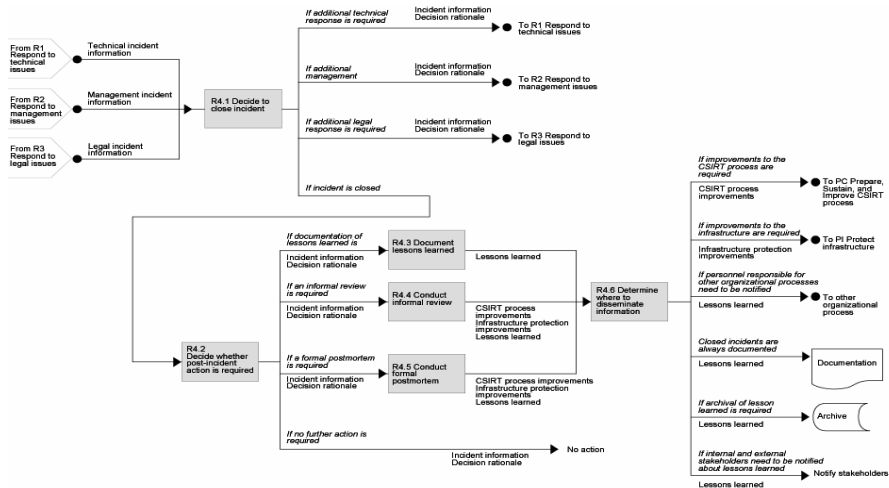 From R1
Respond to
technical
issues
Technical incident
information
From R2
Respond to
management
issues
Management incident
information
From R3
Respond to
legal issues
Legal incident
information
R4.1 Decide to
close incident
If additional technical
response is required
Incident information
Decision rationale
To R1 Respond to
technical issues
If additional
management
Incident information
Decision rationale
To R2 Respond to
management issues
If additional legal
response is required
Incident information
Decision rationale
To R3 Respond to
legal issues
If incident is closed
R4.2
Decide whether
post-incident
action is required
If documentation of
lessons learned is
Incident information
Decision rationale
R4.3 Document
lessons learned
Lessons learned
If an informal review
is required
Incident information
Decision rationale
R4.4 Conduct
informal review
CSIRT process
improvements
Infrastructure protection
improvements
Lessons learned
If a formal postmortem
is required
Incident information
Decision rationale
R4.5 Conduct
formal
postmortem
CSIRT process improvements
Infrastructure protection
improvements
Lessons learned
If no further action is
required
Incident information
Decision rationale
No action
R4.6 Determine
where to
disseminate
information
If improvements to the
CSIRT process are
required
CSIRT process
improvements
To PC Prepare,
Sustain, and
Improve CSIRT
process
If improvements to the
infrastructure are required
Infrastructure protection
improvements
To PI Protect
infrastructure
If personnel responsible for
other organizational processes
need to be notified
Lessons learned
To other
organizational
process
Closed incidents are
always documented
Lessons learned
Documentation
If archival of lesson
learned is required
Lessons learned
Archive
If internal and external
stakeholders need to be notified
about lessons learned
Lessons learned
Notify stakeholders